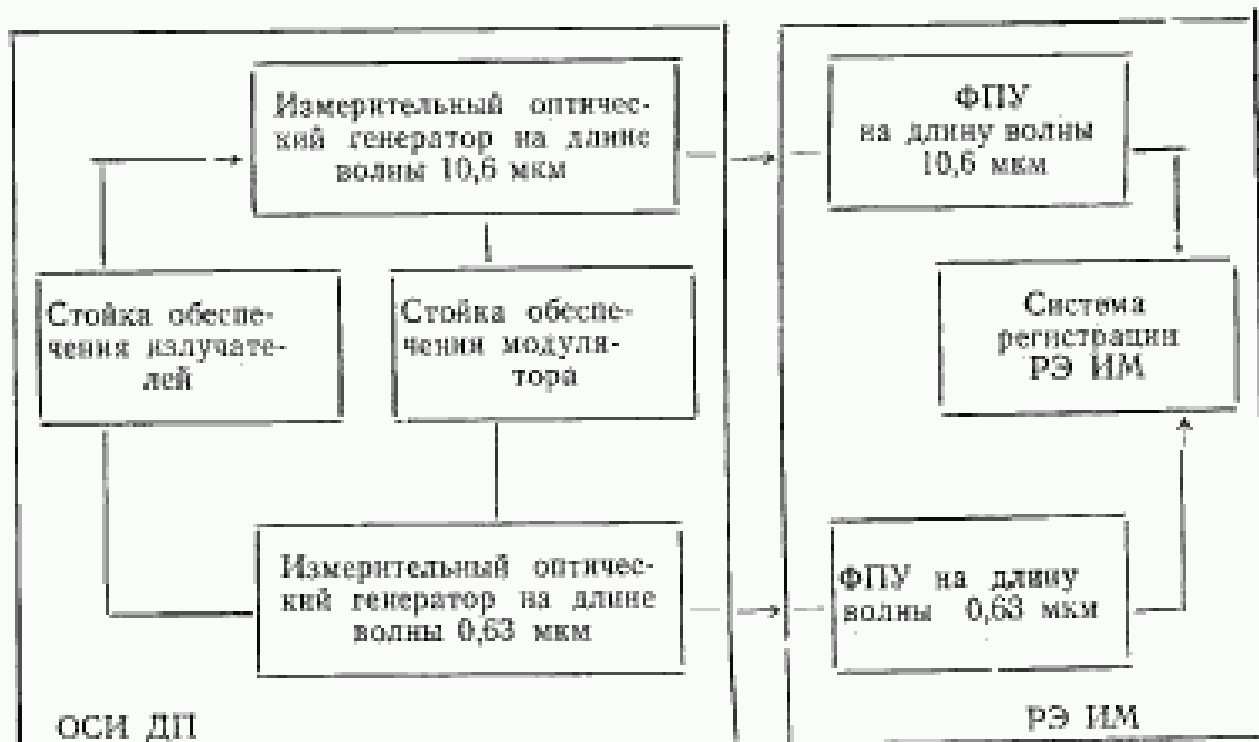 Измерительный оптичес-
кий генератор на длине
волны 10,6 мкм
ФПУ
на длину волны
10,6 мкм
Стойка обеспе-
чения излучате-
лей
Стойка обеспе-
чения модуля-
тора
Система
регистрации
РЭ ИМ
Измерительный оптичес-
кий генератор на длине
волны 0,63 мкм
ФПУ на длину
волны 0,63 мкм
ОСИ ДП
РЭ ИМ